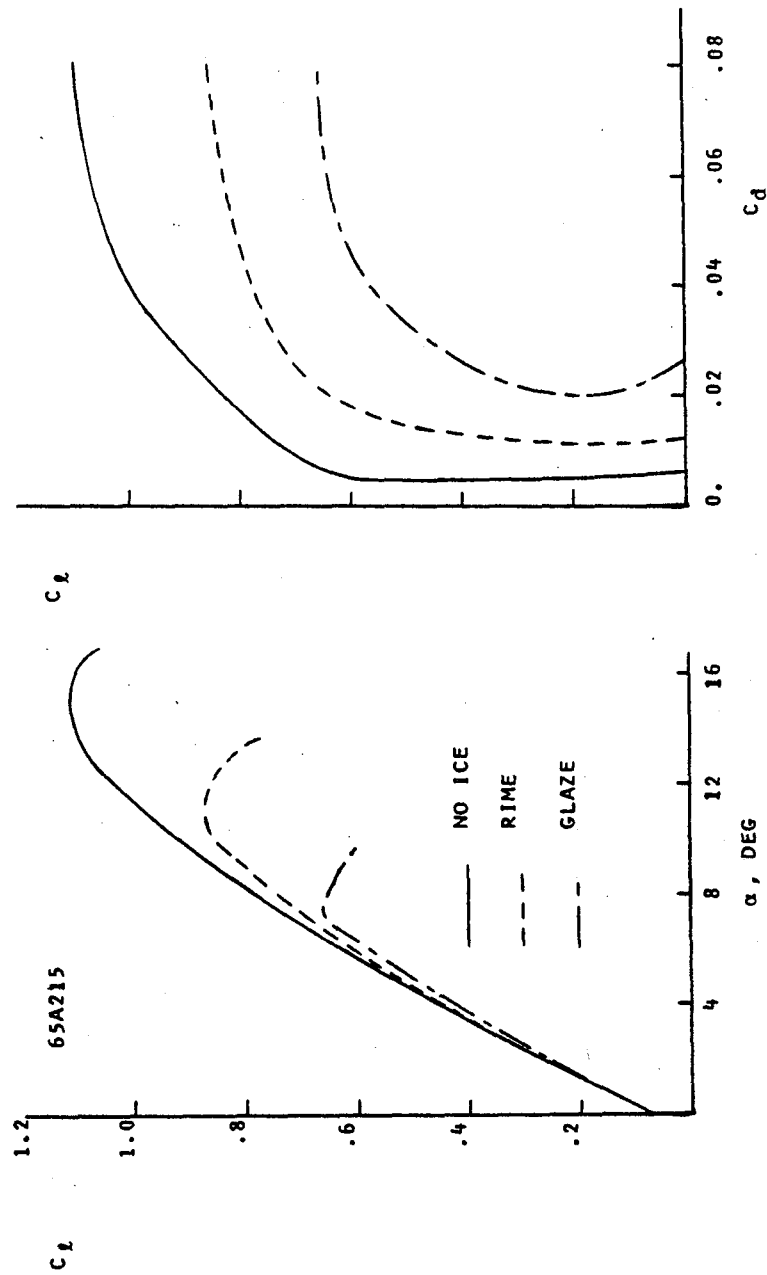 65A215
C_ℓ
1.2
1.0
.8
.6
.4
.2
4
8
12
16
α, DEG
NO ICE
RIME
GLAZE
C_ℓ
0.
.02
.04
.06
.08
C_d